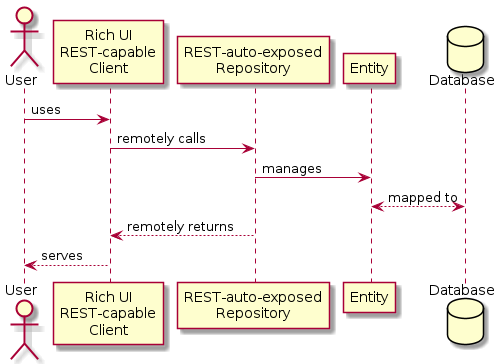 User
Rich UI
REST-capable
Client
REST-auto-exposed
Repository
Entity
Database
uses
remotely calls
manages
mapped to
remotely returns
serves
User
Rich UI
REST-capable
Client
REST-auto-exposed
Repository
Entity
Database